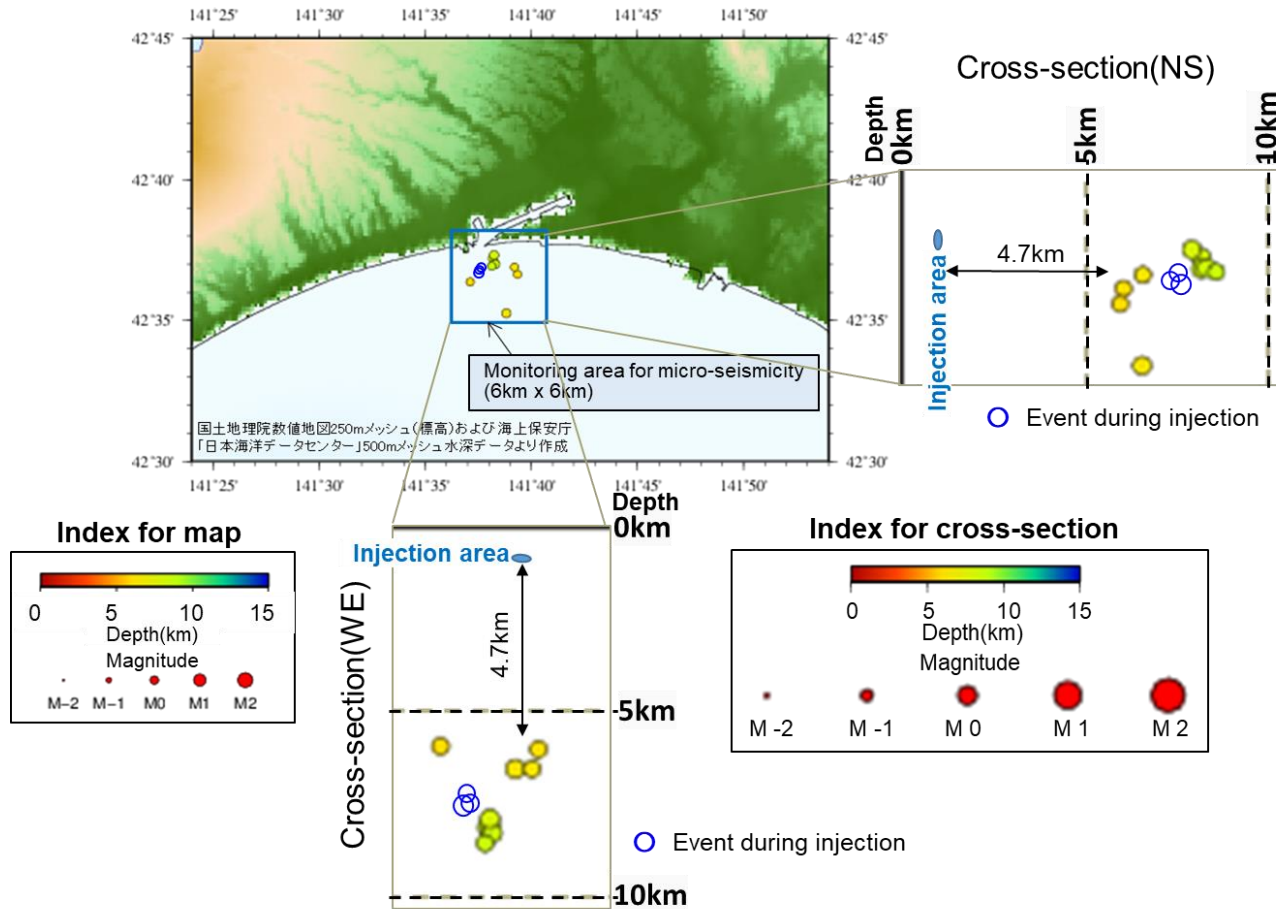 141°25' 141°30' 141°35' 141°40' 141°45' 141°50'
42°45'
42°40'
42°35'
42°30'
42°45'
42°40'
42°35'
42°30'
Monitoring area for micro-seismicity
(6km x 6km)
国土地理院数値地図250mメッシュ(標高)および海上保安庁
「日本海洋データセンター」500mメッシュ水深データより作成
141°25' 141°30' 141°35' 141°40' 141°45' 141°50'
Cross-section(NS)
Depth
0km
5km
10km
4.7km
Injection area
Event during injection
Index for map
0 5 10 15
Depth(km)
Magnitude
M-2 M-1 M0 M1 M2
Depth
0km
Injection area
4.7km
Cross-section(WE)
5km
10km
Event during injection
Index for cross-section
0 5 10 15
Depth(km)
Magnitude
M -2 M -1 M 0 M 1 M 2